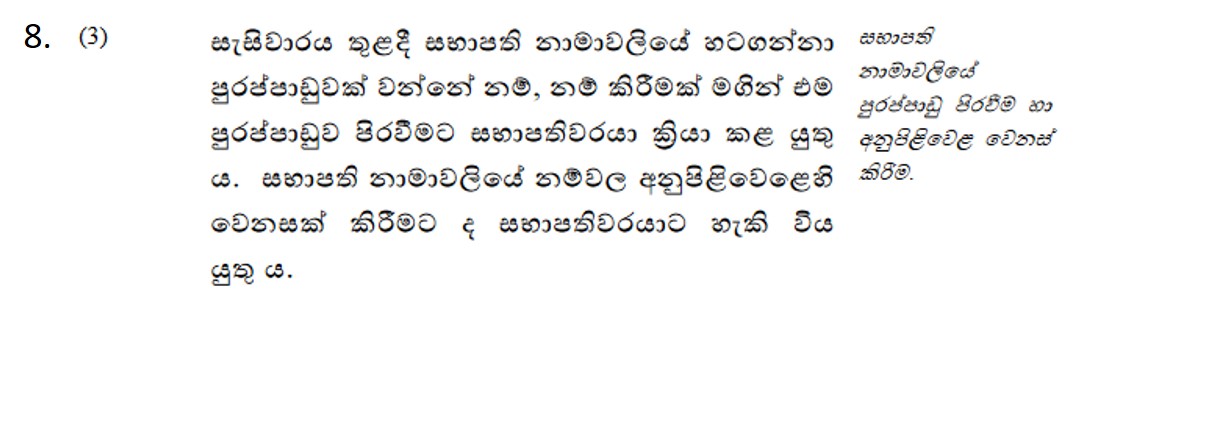 8. (3)
සැසිවාරය තුළදී සභාපති නාමාවලියේ හටගන්නා
පුරප්පාඩුවක් වන්නේ නම්, නම් කිරීමක් මගින් එම
පුරප්පාඩුව පිරවීමට සභාපතිවරයා ක්‍රියා කළ යුතු
ය. සභාපති නාමාවලියේ නම්වල අනුපිළිවෙළෙහි
වෙනසක් කිරීමට ද සභාපතිවරයාට හැකි විය
යුතු ය.
සභාපති
නාමාවලියේ
පුරප්පාඩු පිරවීම හා
අනුපිළිවෙළ වෙනස්
කිරීම.